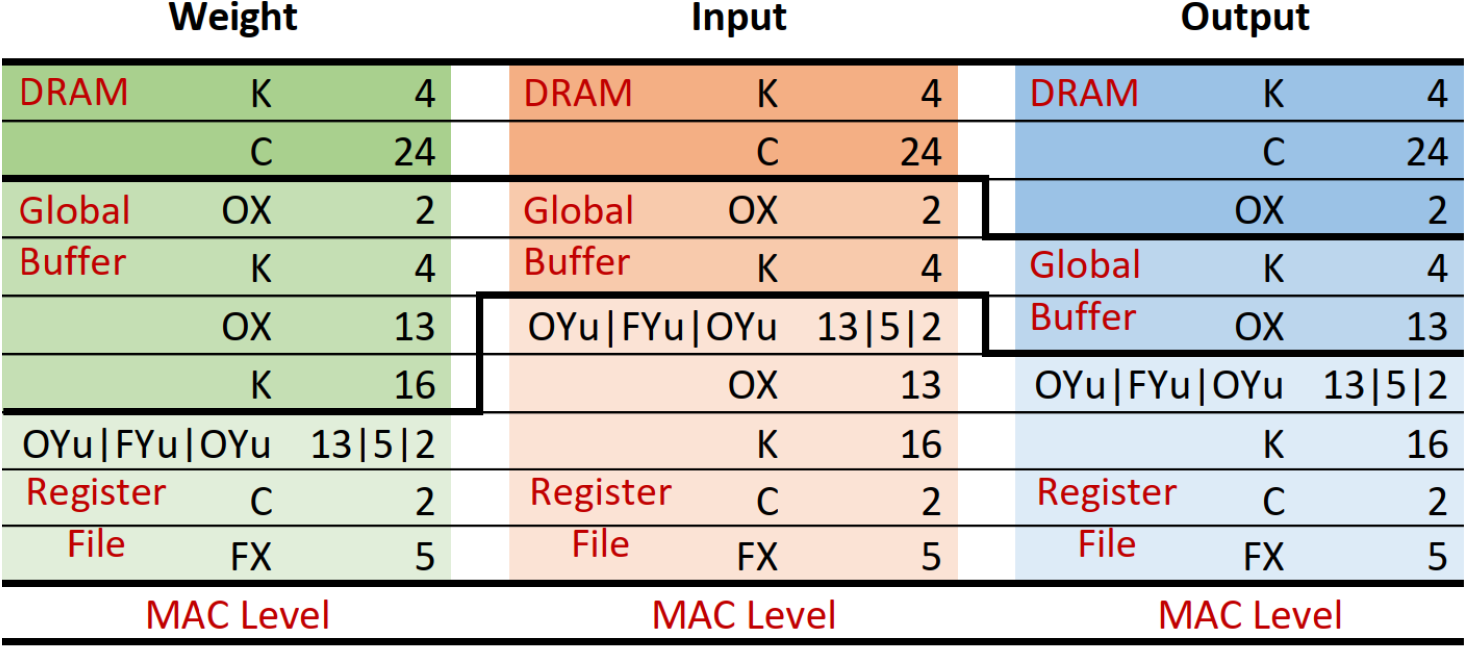 Weight Input Output
DRAM K 4 DRAM K 4 DRAM K 4
C 24 C 24 C 24
Global OX 2 Global OX 2 OX 2
Buffer K 4 Buffer K 4 Global K 4
OX 13 OYu|FYu|OYu 13|5|2 Buffer OX 13
K 16 OX 13 OYu|FYu|OYu 13|5|2
OYu|FYu|OYu 13|5|2 K 16 K 16
Register C 2 Register C 2 Register C 2
File FX 5 File FX 5 File FX 5
MAC Level MAC Level MAC Level